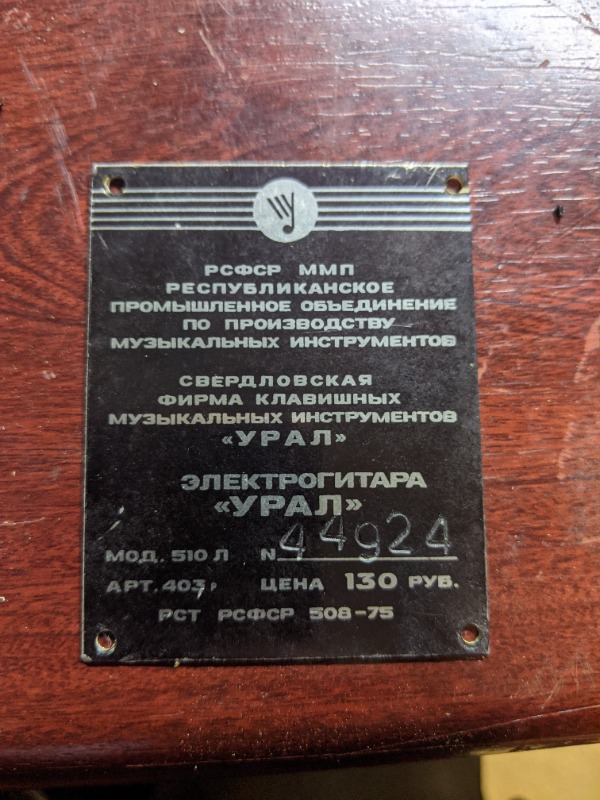 РСФСР ММП
РЕСПУБЛИКАНСКОЕ
ПРОМЫШЛЕННОЕ ОБЪЕДИНЕНИЕ
ПО ПРОИЗВОДСТВУ
МУЗЫКАЛЬНЫХ ИНСТРУМЕНТОВ
СВЕРДЛОВСКАЯ
ФИРМА КЛАВИШНЫХ
МУЗЫКАЛЬНЫХ ИНСТРУМЕНТОВ
«УРАЛ»
ЭЛЕКТРОГИТАРА
«УРАЛ»
МОД. 510 Л N 44924
АРТ. 403р ЦЕНА 130 РУБ.
РСТ РСФСР 508-75